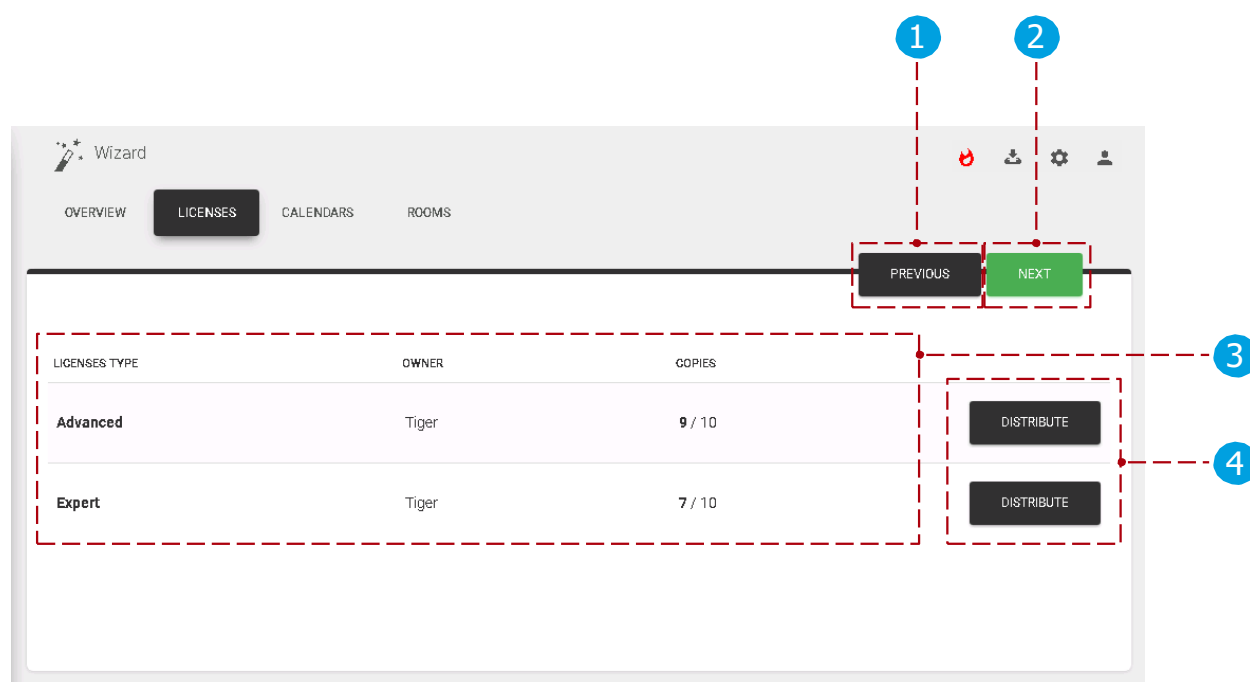 1 2
Wizard
OVERVIEW LICENSES CALENDARS ROOMS
PREVIOUS NEXT
3
LICENSES TYPE OWNER COPIES
Advanced Tiger 9 / 10 DISTRIBUTE
4
Expert Tiger 7 / 10 DISTRIBUTE